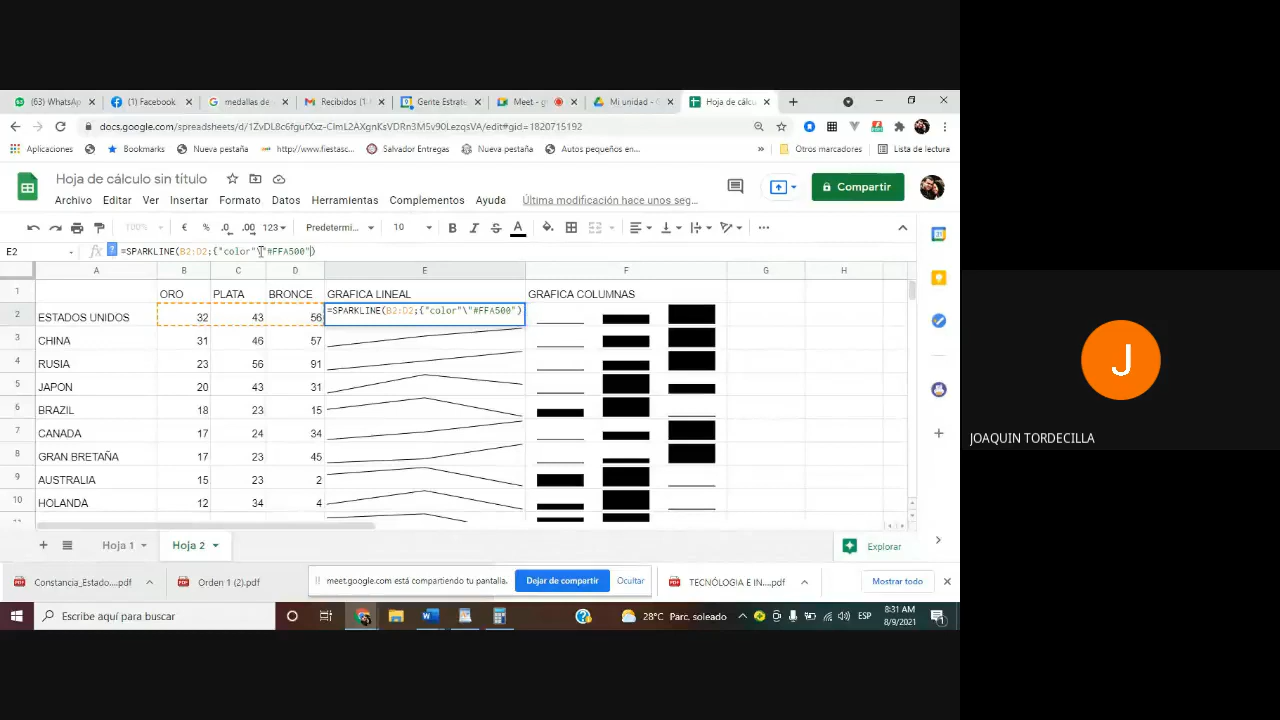 (63) WhatsAp
(1) Facebook
medallas de
Recibidos (1
Gente Estrate
Meet - g
Mi unidad - G
Hoja de cálcu
docs.google.com/spreadsheets/d/1ZvDL8c6fgufXxz-CImL2AXgnKsVDRn3M5v90LezqsVA/edit#gid=1820715192
Aplicaciones
Bookmarks
Nueva pestaña
http://www.fiestasc...
Salvador Entregas
Nueva pestaña
Autos pequeños en...
»
Otros marcadores
Lista de lectura
Hoja de cálculo sin título
Compartir
Archivo Editar Ver Insertar Formato Datos Herramientas Complementos Ayuda Última modificación hace unos seg...
100% € % .0 .00 123 Predetermi... 10 B I S A
E2 fx ? =SPARKLINE(B2:D2;{"color"\"#FFA500")
A B C D E F G H
1 ORO PLATA BRONCE GRAFICA LINEAL GRAFICA COLUMNAS
2 ESTADOS UNIDOS 32 43 56 =SPARKLINE(B2:D2;{"color"\"#FFA500")
3 CHINA 31 46 57
4 RUSIA 23 56 91
5 JAPON 20 43 31
6 BRAZIL 18 23 15
7 CANADA 17 24 34
8 GRAN BRETAÑA 17 23 45
9 AUSTRALIA 15 23 2
10 HOLANDA 12 34 4
Hoja 1 Hoja 2 Explorar
Constancia_Estado....pdf
Orden 1 (2).pdf
meet.google.com está compartiendo tu pantalla.
Dejar de compartir
Ocultar
TECNÓLOGIA E IN....pdf
Mostrar todo
Escribe aquí para buscar
28°C Parc. soleado
ESP
8:31 AM
8/9/2021
J
JOAQUIN TORDECILLA